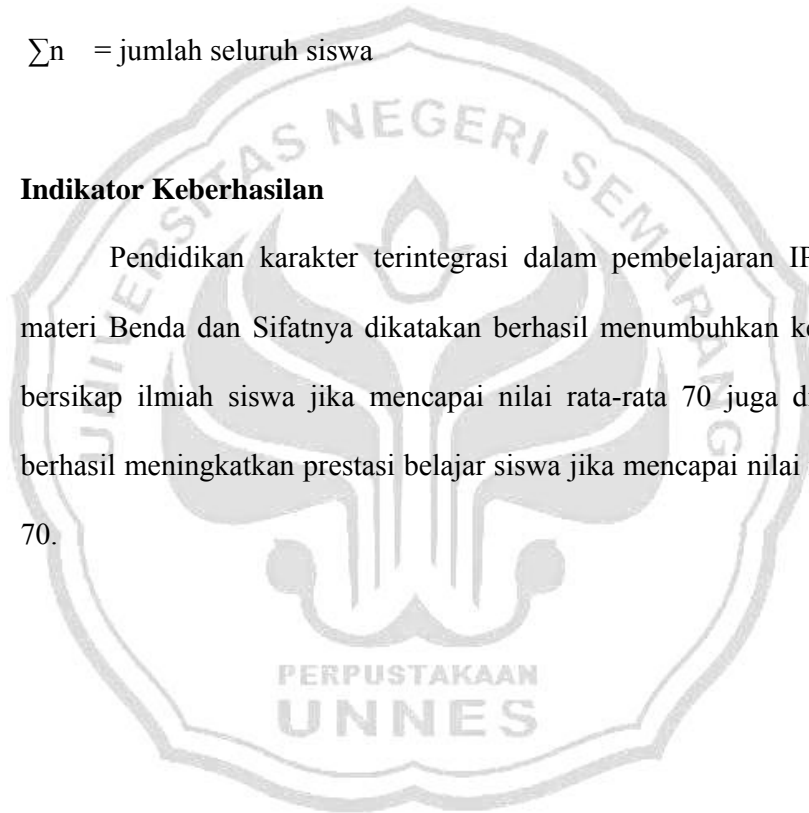 ∑n = jumlah seluruh siswa
UNIVERSITAS NEGERI SEMARANG
Indikator Keberhasilan
Pendidikan karakter terintegrasi dalam pembelajaran
materi Benda dan Sifatnya dikatakan berhasil menumbuhkan
bersikap ilmiah siswa jika mencapai nilai rata-rata 70 juga
berhasil meningkatkan prestasi belajar siswa jika mencapai nilai
70.
PERPUSTAKAAN
UNNES